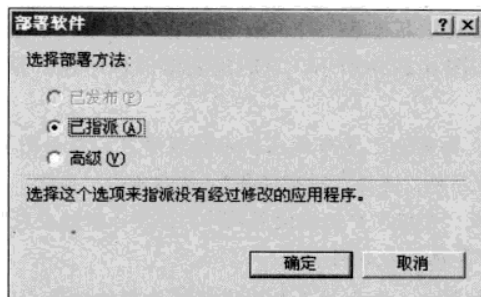 部署软件
选择部署方法:
已发布(P)
已指派(A)
高级(V)
选择这个选项来指派没有经过修改的应用程序。
确定
取消